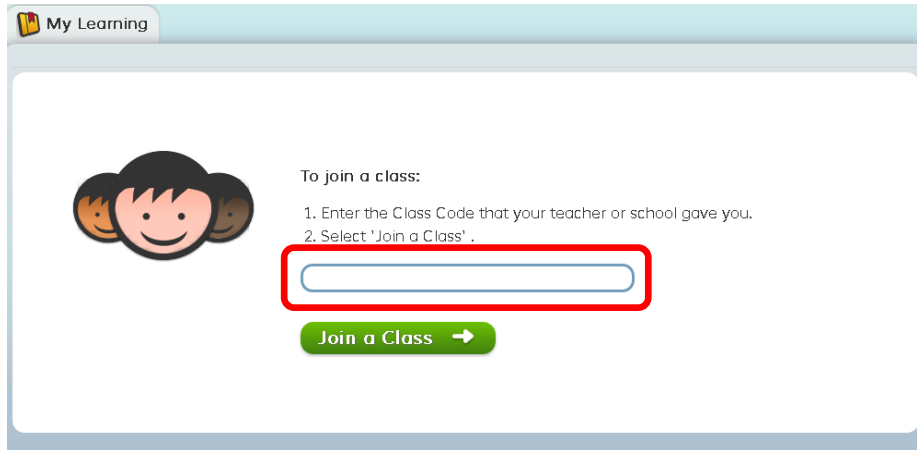 My Learning
To join a class:
1. Enter the Class Code that your teacher or school gave you.
2. Select 'Join a Class' .
Join a Class